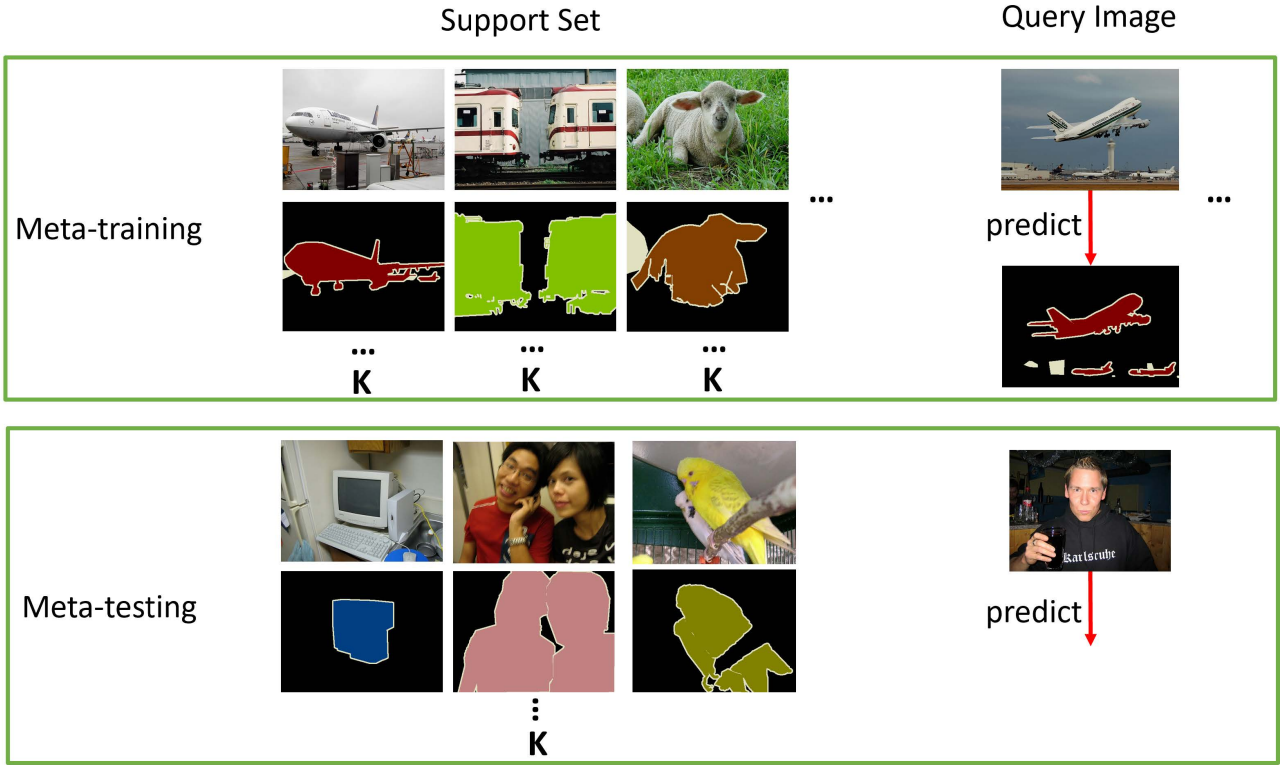 Support Set
Query Image
Meta-training
...
predict
...
... ... ...
K K K
Meta-testing
Karlsruhe
predict
...
K